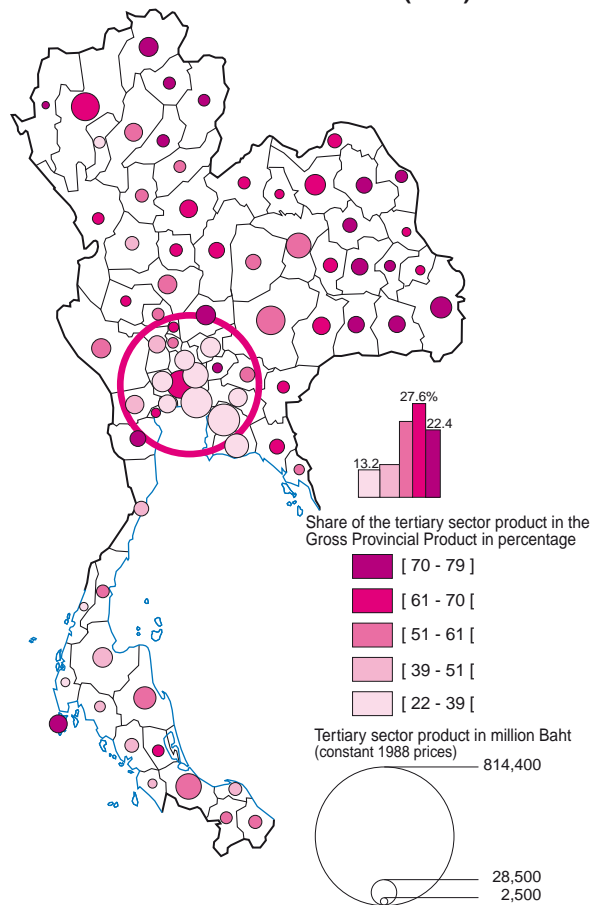 27.6%
22.4
13.2
Share of the tertiary sector product in the
Gross Provincial Product in percentage
[ 70 - 79 ]
[ 61 - 70 [
[ 51 - 61 [
[ 39 - 51 [
[ 22 - 39 [
Tertiary sector product in million Baht
(constant 1988 prices)
814,400
28,500
2,500